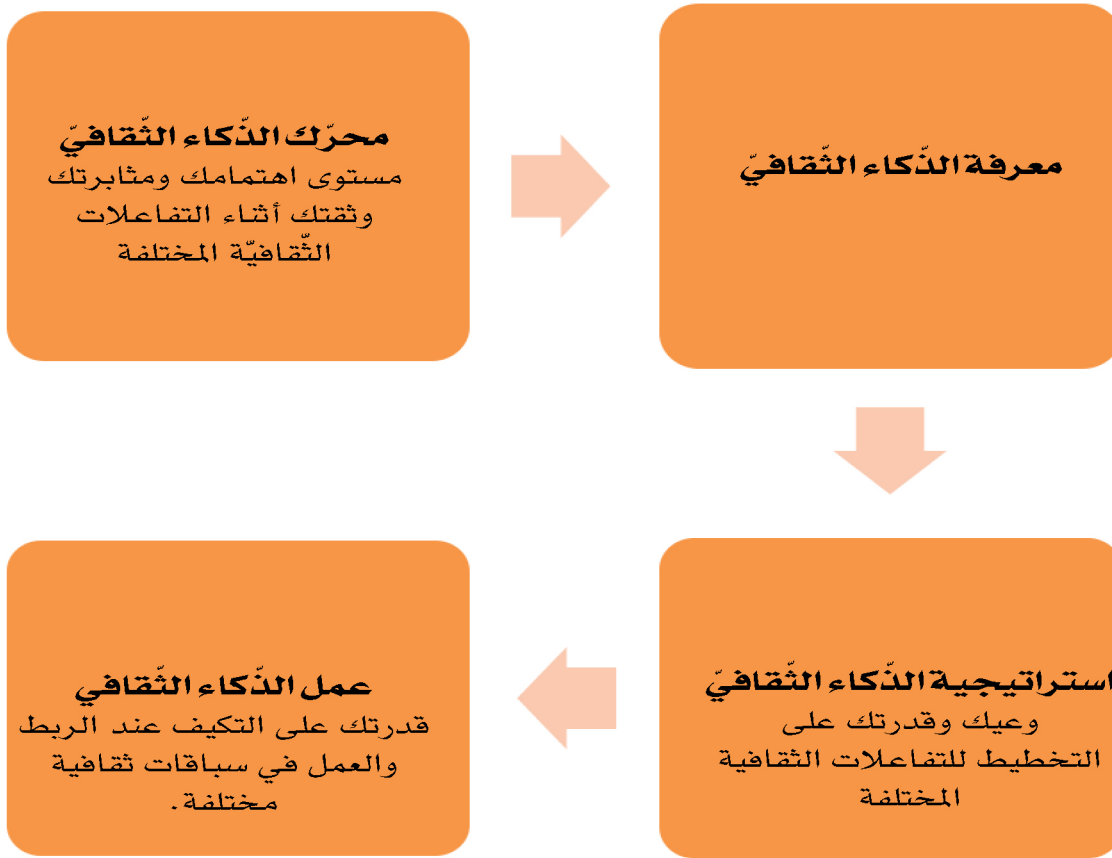 محرّك الذّكاء الثّقافيّ
مستوى اهتمامك ومثابرتك
وثقتك أثناء التفاعلات
الثّقافيّة المختلفة
معرفة الذّكاء الثّقافيّ
استراتيجية الذّكاء الثّقافيّ
وعيك وقدرتك على
التخطيط للتفاعلات الثقافية
المختلفة
عمل الذّكاء الثّقافي
قدرتك على التكيف عند الربط
والعمل في سباقات ثقافية
مختلفة.